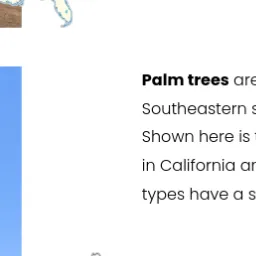 Palm trees are
Southeastern s
Shown here is
in California ar
types have a s